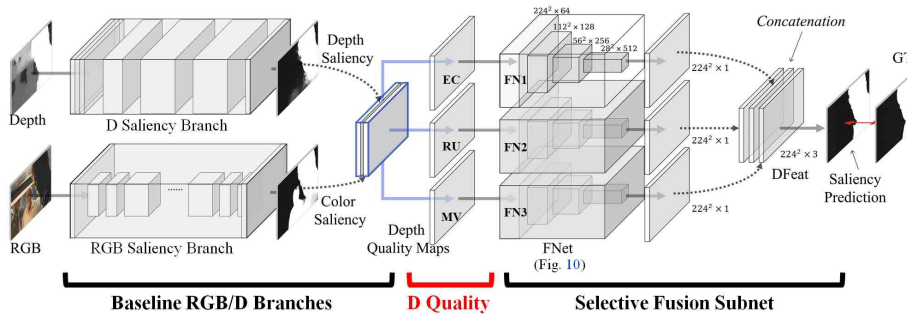 Depth
D Saliency Branch
Depth
Saliency
RGB
RGB Saliency Branch
Color
Saliency
Depth
Quality Maps
EC
RU
MV
224² × 64
112² × 128
56² × 256
28² × 512
FN1
FN2
FN3
FNet
(Fig. 10)
224² × 1
224² × 1
224² × 1
Concatenation
224² × 3
DFeat
Saliency
Prediction
GT
Baseline RGB/D Branches
D Quality
Selective Fusion Subnet